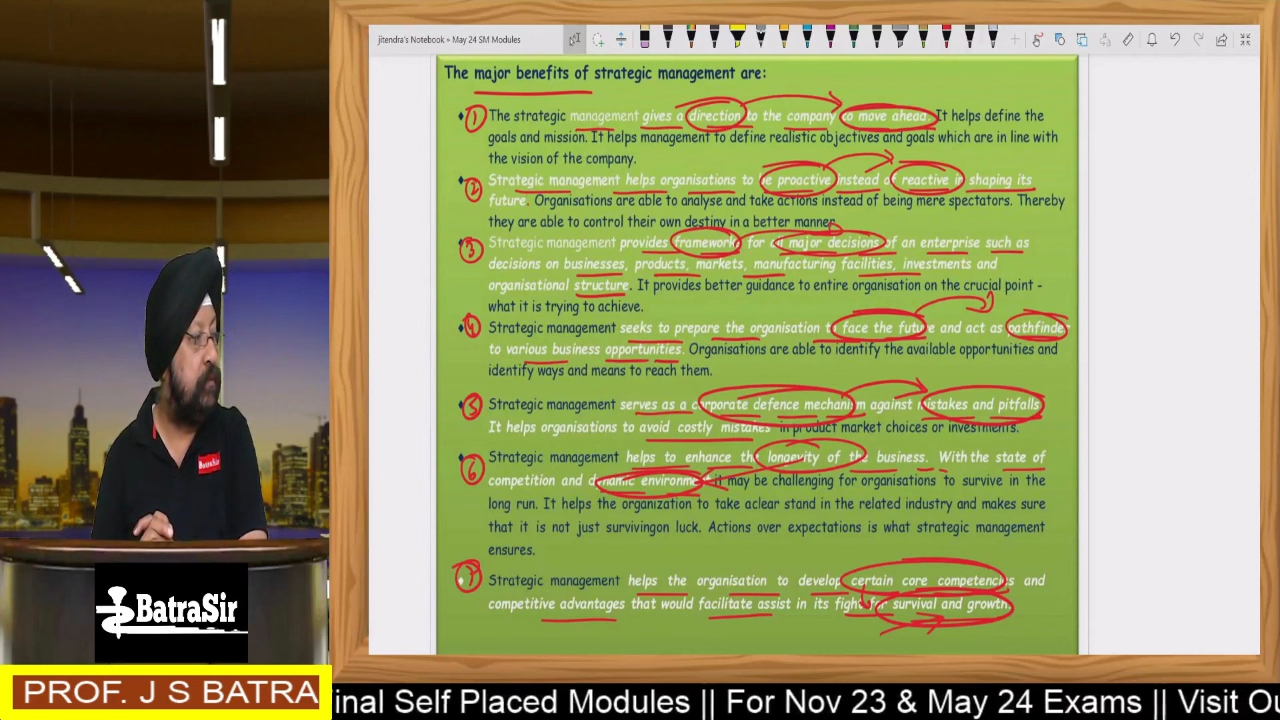 jitendra's Notebook » May 24 SM Modules
The major benefits of strategic management are:
1 The strategic management gives a direction to the company to move ahead. It helps define the
goals and mission. It helps management to define realistic objectives and goals which are in line with
the vision of the company.
2 Strategic management helps organisations to be proactive instead of reactive in shaping its
future. Organisations are able to analyse and take actions instead of being mere spectators. Thereby
they are able to control their own destiny in a better manner.
3 Strategic management provides framework for all major decisions of an enterprise such as
decisions on businesses, products, markets, manufacturing facilities, investments and
organisational structure. It provides better guidance to entire organisation on the crucial point -
what it is trying to achieve.
4 Strategic management seeks to prepare the organisation to face the future and act as pathfinder
to various business opportunities. Organisations are able to identify the available opportunities and
identify ways and means to reach them.
5 Strategic management serves as a corporate defence mechanism against mistakes and pitfalls
It helps organisations to avoid costly mistakes in product market choices or investments.
6 Strategic management helps to enhance the longevity of the business. With the state of
competition and dynamic environment it may be challenging for organisations to survive in the
long run. It helps the organization to take aclear stand in the related industry and makes sure
that it is not just survivingon luck. Actions over expectations is what strategic management
ensures.
7 Strategic management helps the organisation to develop certain core competencies and
competitive advantages that would facilitate assist in its fight for survival and growth.
BatraSir
BatraSir
PROF. J S BATRA
inal Self Placed Modules || For Nov 23 & May 24 Exams || Visit Ou